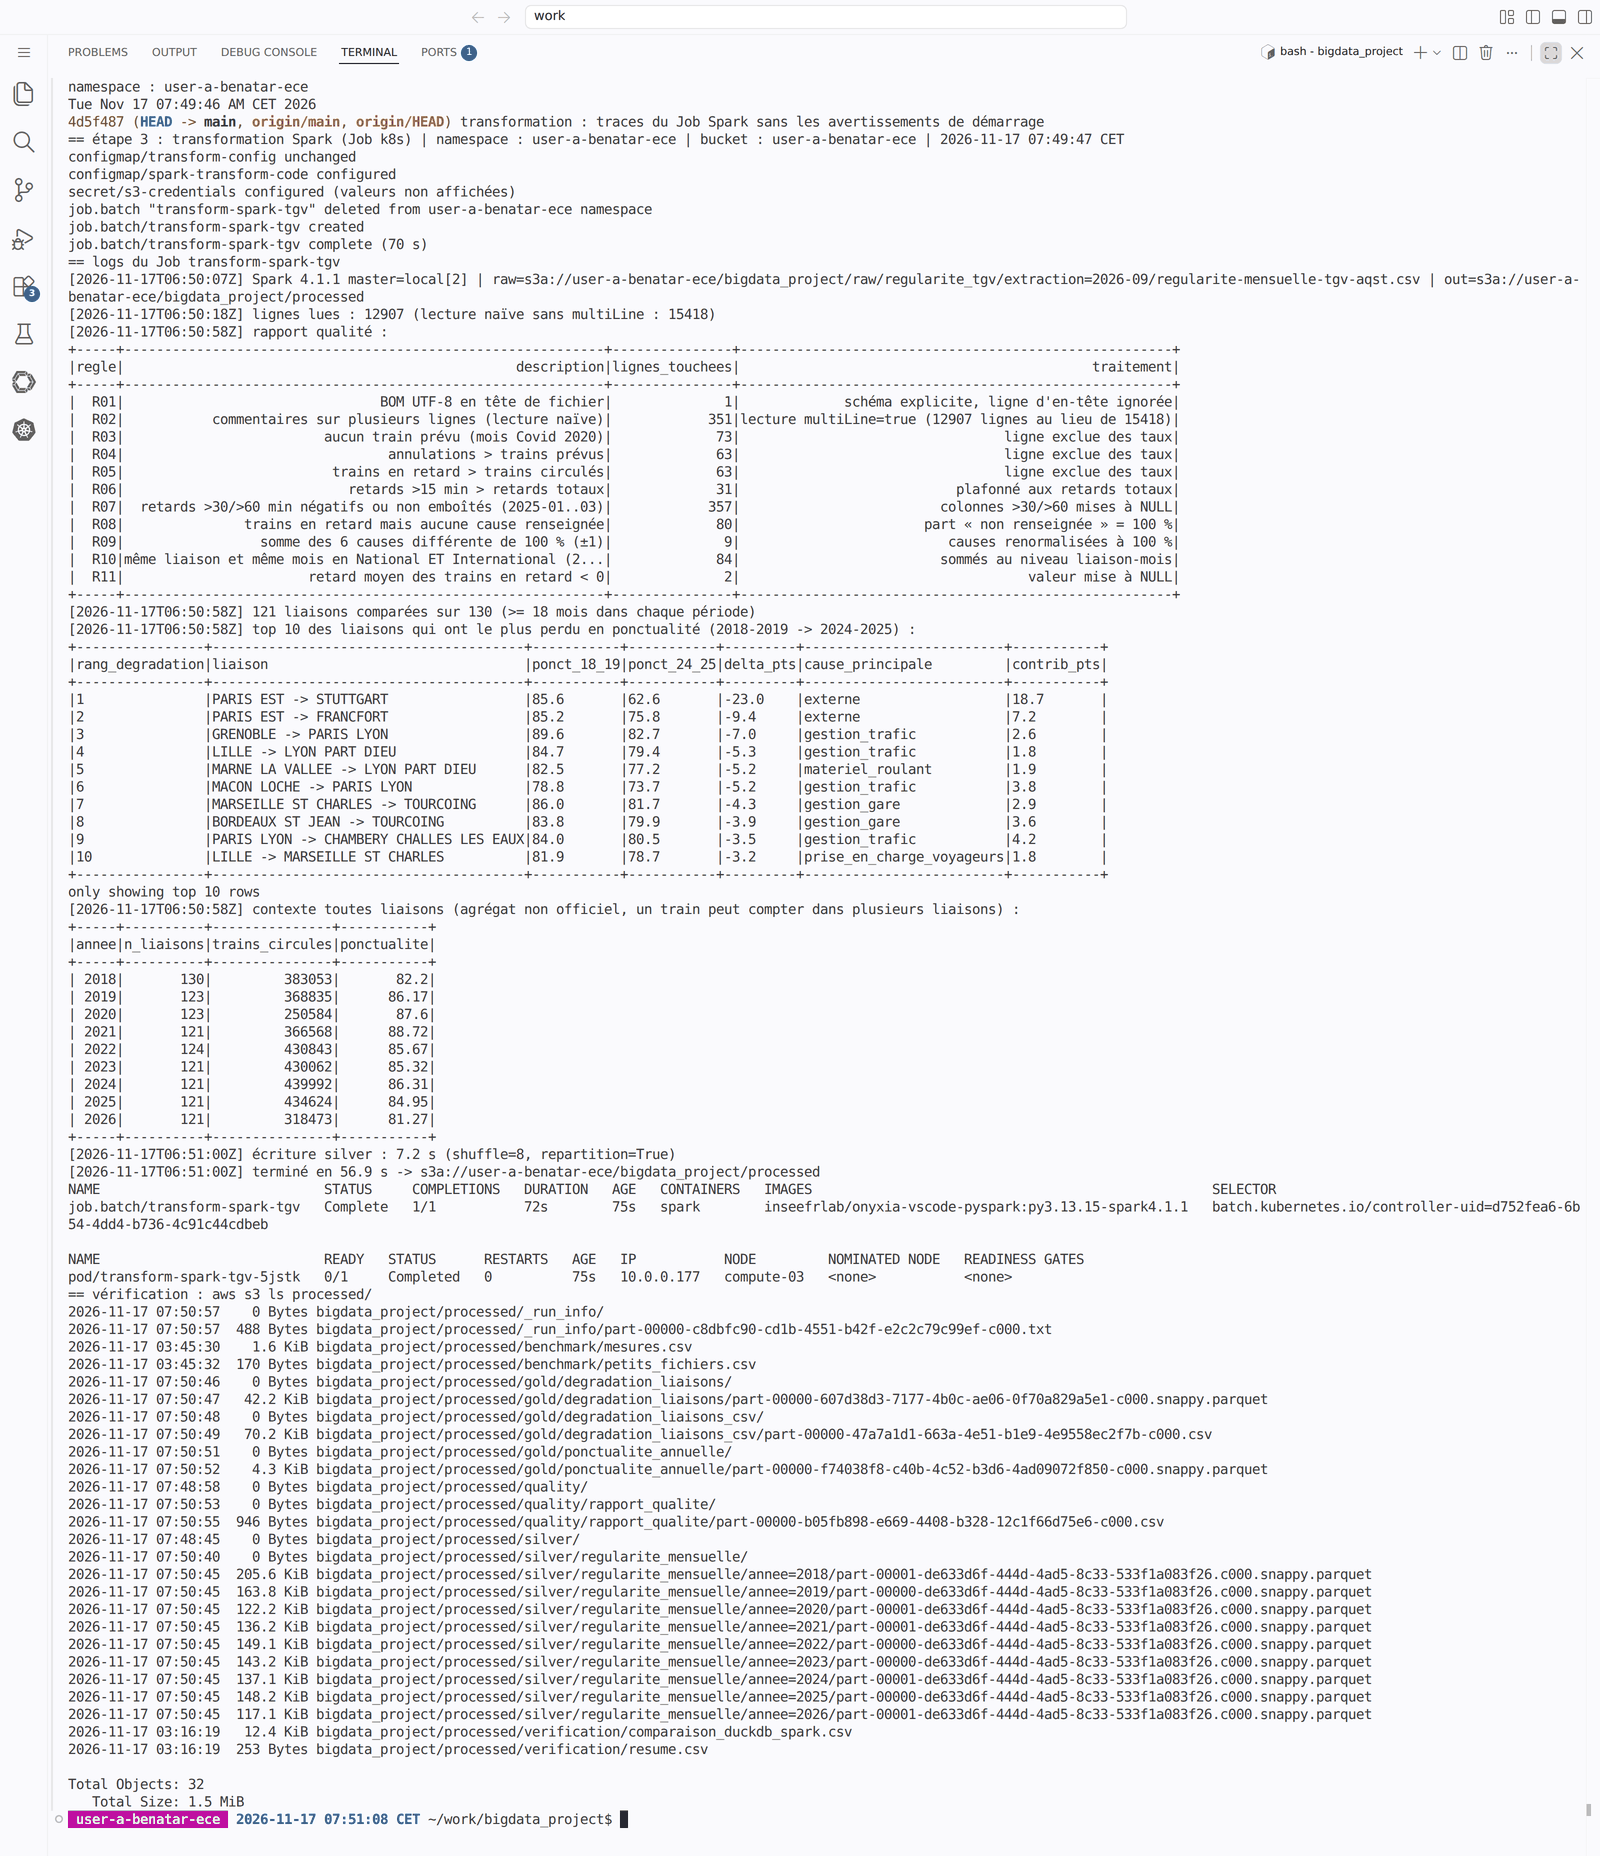 work
PROBLEMS OUTPUT DEBUG CONSOLE TERMINAL PORTS 1 bash - bigdata_project
3
namespace : user-a-benatar-ece
Tue Nov 17 07:49:46 AM CET 2026
4d5f487 (HEAD -> main, origin/main, origin/HEAD) transformation : traces du Job Spark sans les avertissements de démarrage
== étape 3 : transformation Spark (Job k8s) | namespace : user-a-benatar-ece | bucket : user-a-benatar-ece | 2026-11-17 07:49:47 CET
configmap/transform-config unchanged
configmap/spark-transform-code configured
secret/s3-credentials configured (valeurs non affichées)
job.batch "transform-spark-tgv" deleted from user-a-benatar-ece namespace
job.batch/transform-spark-tgv created
job.batch/transform-spark-tgv complete (70 s)
== logs du Job transform-spark-tgv
[2026-11-17T06:50:07Z] Spark 4.1.1 master=local[2] | raw=s3a://user-a-benatar-ece/bigdata_project/raw/regularite_tgv/extraction=2026-09/regularite-mensuelle-tgv-aqst.csv | out=s3a://user-a-
benatar-ece/bigdata_project/processed
[2026-11-17T06:50:18Z] lignes lues : 12907 (lecture naïve sans multiLine : 15418)
[2026-11-17T06:50:58Z] rapport qualité :
+-----+------------------------------------------------------------+---------------+------------------------------------------------------+
|regle|                                                 description|lignes_touchees|                                            traitement|
+-----+------------------------------------------------------------+---------------+------------------------------------------------------+
|  R01|                                BOM UTF-8 en tête de fichier|              1|             schéma explicite, ligne d'en-tête ignorée|
|  R02|           commentaires sur plusieurs lignes (lecture naïve)|            351|lecture multiLine=true (12907 lignes au lieu de 15418)|
|  R03|                         aucun train prévu (mois Covid 2020)|             73|                                 ligne exclue des taux|
|  R04|                                 annulations > trains prévus|             63|                                 ligne exclue des taux|
|  R05|                          trains en retard > trains circulés|             63|                                 ligne exclue des taux|
|  R06|                            retards >15 min > retards totaux|             31|                           plafonné aux retards totaux|
|  R07|  retards >30/>60 min négatifs ou non emboîtés (2025-01..03)|            357|                         colonnes >30/>60 mises à NULL|
|  R08|               trains en retard mais aucune cause renseignée|             80|                       part « non renseignée » = 100 %|
|  R09|                 somme des 6 causes différente de 100 % (±1)|              9|                          causes renormalisées à 100 %|
|  R10|même liaison et même mois en National ET International (2...|             84|                         sommés au niveau liaison-mois|
|  R11|                       retard moyen des trains en retard < 0|              2|                                    valeur mise à NULL|
+-----+------------------------------------------------------------+---------------+------------------------------------------------------+
[2026-11-17T06:50:58Z] 121 liaisons comparées sur 130 (>= 18 mois dans chaque période)
[2026-11-17T06:50:58Z] top 10 des liaisons qui ont le plus perdu en ponctualité (2018-2019 -> 2024-2025) :
+----------------+---------------------------------------+-----------+-----------+---------+-------------------------+-----------+
|rang_degradation|liaison                                |ponct_18_19|ponct_24_25|delta_pts|cause_principale         |contrib_pts|
+----------------+---------------------------------------+-----------+-----------+---------+-------------------------+-----------+
|1               |PARIS EST -> STUTTGART                 |85.6       |62.6       |-23.0    |externe                  |18.7       |
|2               |PARIS EST -> FRANCFORT                 |85.2       |75.8       |-9.4     |externe                  |7.2        |
|3               |GRENOBLE -> PARIS LYON                 |89.6       |82.7       |-7.0     |gestion_trafic           |2.6        |
|4               |LILLE -> LYON PART DIEU                |84.7       |79.4       |-5.3     |gestion_trafic           |1.8        |
|5               |MARNE LA VALLEE -> LYON PART DIEU      |82.5       |77.2       |-5.2     |materiel_roulant         |1.9        |
|6               |MACON LOCHE -> PARIS LYON              |78.8       |73.7       |-5.2     |gestion_trafic           |3.8        |
|7               |MARSEILLE ST CHARLES -> TOURCOING      |86.0       |81.7       |-4.3     |gestion_gare             |2.9        |
|8               |BORDEAUX ST JEAN -> TOURCOING          |83.8       |79.9       |-3.9     |gestion_gare             |3.6        |
|9               |PARIS LYON -> CHAMBERY CHALLES LES EAUX|84.0       |80.5       |-3.5     |gestion_trafic           |4.2        |
|10              |LILLE -> MARSEILLE ST CHARLES          |81.9       |78.7       |-3.2     |prise_en_charge_voyageurs|1.8        |
+----------------+---------------------------------------+-----------+-----------+---------+-------------------------+-----------+
only showing top 10 rows
[2026-11-17T06:50:58Z] contexte toutes liaisons (agrégat non officiel, un train peut compter dans plusieurs liaisons) :
+-----+----------+---------------+-----------+
|annee|n_liaisons|trains_circules|ponctualite|
+-----+----------+---------------+-----------+
| 2018|       130|         383053|       82.2|
| 2019|       123|         368835|      86.17|
| 2020|       123|         250584|       87.6|
| 2021|       121|         366568|      88.72|
| 2022|       124|         430843|      85.67|
| 2023|       121|         430062|      85.32|
| 2024|       121|         439992|      86.31|
| 2025|       121|         434624|      84.95|
| 2026|       121|         318473|      81.27|
+-----+----------+---------------+-----------+
[2026-11-17T06:51:00Z] écriture silver : 7.2 s (shuffle=8, repartition=True)
[2026-11-17T06:51:00Z] terminé en 56.9 s -> s3a://user-a-benatar-ece/bigdata_project/processed
NAME                            STATUS     COMPLETIONS   DURATION   AGE   CONTAINERS   IMAGES                                                SELECTOR
job.batch/transform-spark-tgv   Complete   1/1           72s        75s   spark        inseefrlab/onyxia-vscode-pyspark:py3.13.15-spark4.1.1   batch.kubernetes.io/controller-uid=d752fea6-6b
54-4dd4-b736-4c91c44cdbeb
NAME                            READY   STATUS      RESTARTS   AGE   IP           NODE         NOMINATED NODE   READINESS GATES
pod/transform-spark-tgv-5jstk   0/1     Completed   0          75s   10.0.0.177   compute-03   <none>           <none>
== vérification : aws s3 ls processed/
2026-11-17 07:50:57    0 Bytes bigdata_project/processed/_run_info/
2026-11-17 07:50:57  488 Bytes bigdata_project/processed/_run_info/part-00000-c8dbfc90-cd1b-4551-b42f-e2c2c79c99ef-c000.txt
2026-11-17 03:45:30    1.6 KiB bigdata_project/processed/benchmark/mesures.csv
2026-11-17 03:45:32  170 Bytes bigdata_project/processed/benchmark/petits_fichiers.csv
2026-11-17 07:50:46    0 Bytes bigdata_project/processed/gold/degradation_liaisons/
2026-11-17 07:50:47   42.2 KiB bigdata_project/processed/gold/degradation_liaisons/part-00000-607d38d3-7177-4b0c-ae06-0f70a829a5e1-c000.snappy.parquet
2026-11-17 07:50:48    0 Bytes bigdata_project/processed/gold/degradation_liaisons_csv/
2026-11-17 07:50:49   70.2 KiB bigdata_project/processed/gold/degradation_liaisons_csv/part-00000-47a7a1d1-663a-4e51-b1e9-4e9558ec2f7b-c000.csv
2026-11-17 07:50:51    0 Bytes bigdata_project/processed/gold/ponctualite_annuelle/
2026-11-17 07:50:52    4.3 KiB bigdata_project/processed/gold/ponctualite_annuelle/part-00000-f74038f8-c40b-4c52-b3d6-4ad09072f850-c000.snappy.parquet
2026-11-17 07:48:58    0 Bytes bigdata_project/processed/quality/
2026-11-17 07:50:53    0 Bytes bigdata_project/processed/quality/rapport_qualite/
2026-11-17 07:50:55  946 Bytes bigdata_project/processed/quality/rapport_qualite/part-00000-b05fb898-e669-4408-b328-12c1f66d75e6-c000.csv
2026-11-17 07:48:45    0 Bytes bigdata_project/processed/silver/
2026-11-17 07:50:40    0 Bytes bigdata_project/processed/silver/regularite_mensuelle/
2026-11-17 07:50:45  205.6 KiB bigdata_project/processed/silver/regularite_mensuelle/annee=2018/part-00001-de633d6f-444d-4ad5-8c33-533f1a083f26.c000.snappy.parquet
2026-11-17 07:50:45  163.8 KiB bigdata_project/processed/silver/regularite_mensuelle/annee=2019/part-00000-de633d6f-444d-4ad5-8c33-533f1a083f26.c000.snappy.parquet
2026-11-17 07:50:45  122.2 KiB bigdata_project/processed/silver/regularite_mensuelle/annee=2020/part-00001-de633d6f-444d-4ad5-8c33-533f1a083f26.c000.snappy.parquet
2026-11-17 07:50:45  136.2 KiB bigdata_project/processed/silver/regularite_mensuelle/annee=2021/part-00001-de633d6f-444d-4ad5-8c33-533f1a083f26.c000.snappy.parquet
2026-11-17 07:50:45  149.1 KiB bigdata_project/processed/silver/regularite_mensuelle/annee=2022/part-00000-de633d6f-444d-4ad5-8c33-533f1a083f26.c000.snappy.parquet
2026-11-17 07:50:45  143.2 KiB bigdata_project/processed/silver/regularite_mensuelle/annee=2023/part-00000-de633d6f-444d-4ad5-8c33-533f1a083f26.c000.snappy.parquet
2026-11-17 07:50:45  137.1 KiB bigdata_project/processed/silver/regularite_mensuelle/annee=2024/part-00001-de633d6f-444d-4ad5-8c33-533f1a083f26.c000.snappy.parquet
2026-11-17 07:50:45  148.2 KiB bigdata_project/processed/silver/regularite_mensuelle/annee=2025/part-00000-de633d6f-444d-4ad5-8c33-533f1a083f26.c000.snappy.parquet
2026-11-17 07:50:45  117.1 KiB bigdata_project/processed/silver/regularite_mensuelle/annee=2026/part-00001-de633d6f-444d-4ad5-8c33-533f1a083f26.c000.snappy.parquet
2026-11-17 03:16:19   12.4 KiB bigdata_project/processed/verification/comparaison_duckdb_spark.csv
2026-11-17 03:16:19  253 Bytes bigdata_project/processed/verification/resume.csv
Total Objects: 32
   Total Size: 1.5 MiB
user-a-benatar-ece 2026-11-17 07:51:08 CET ~/work/bigdata_project$